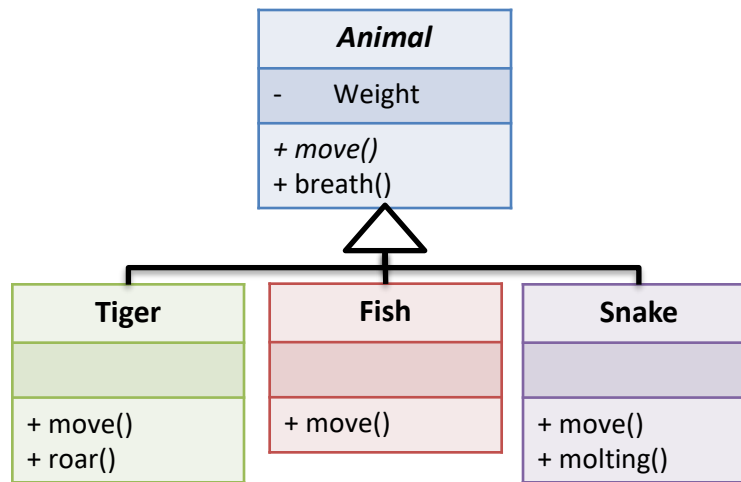 Animal
- Weight
+ move()
+ breath()
Tiger
+ move()
+ roar()
Fish
+ move()
Snake
+ move()
+ molting()